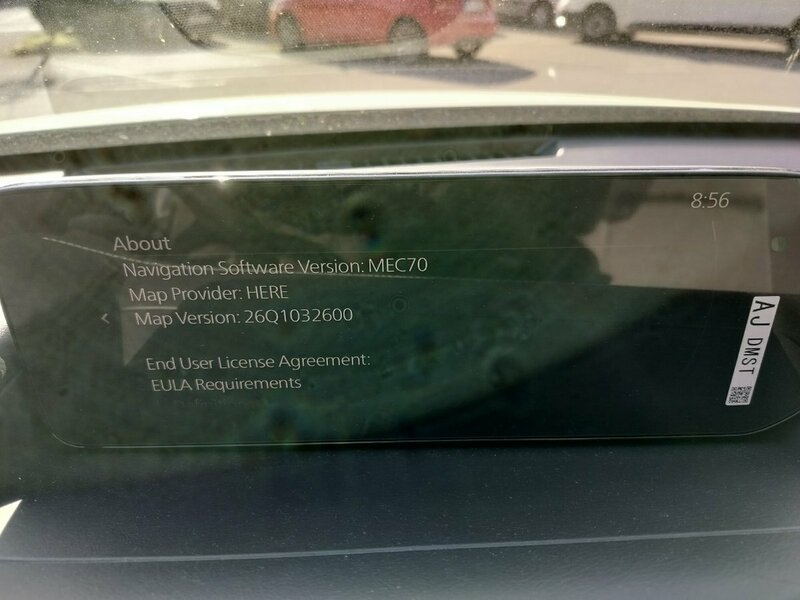 8:56
About
Navigation Software Version: MEC70
Map Provider: HERE
< Map Version: 26Q1032600
End User License Agreement:
EULA Requirements
AJ DMST